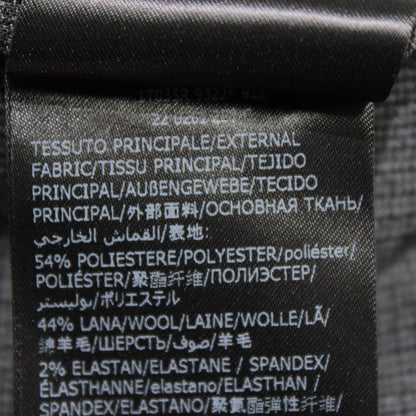 TESSUTO PRINCIPALE/EXTERNAL
FABRIC/TISSU PRINCIPAL/TEJIDO
PRINCIPAL/AUßENGEWEBE/TECIDO
PRINCIPAL/外部面料/ОСНОВНАЯ ТКАНЬ/
القماش الخارجي/表地:
54% POLIESTERE/POLYESTER/poliéster/
POLIÉSTER/聚酯纤维/ПОЛИЭСТЕР/
بوليستر/ポリエステル
44% LANA/WOOL/LAINE/WOLLE/LÃ/
绵羊毛/ШЕРСТЬ/صوف/羊毛
2% ELASTAN/ELASTANE / SPANDEX/
ÉLASTHANNE/elastano/ELASTHAN /
SPANDEX/ELASTANO/聚氨酯弹性纤维/